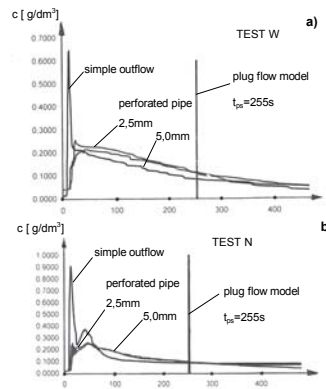 c [ g/dm³]
a)
TEST W
0.7000
simple outflow
plug flow model
0.6000
0.5000
perforated pipe
tps=255s
0.4000
2,5mm
0.3000
5,0mm
0.2000
0.1000
0.0000
0 100 200 300 400
c [ g/dm³]
b
TEST N
1.0000
simple outflow
0.9000
0.8000
perforated pipe
plug flow model
0.7000
0.6000
2,5mm
0.5000
5,0mm
tps=255s
0.4000
0.3000
0.2000
0.1000
0.0000
0 100 200 300 400